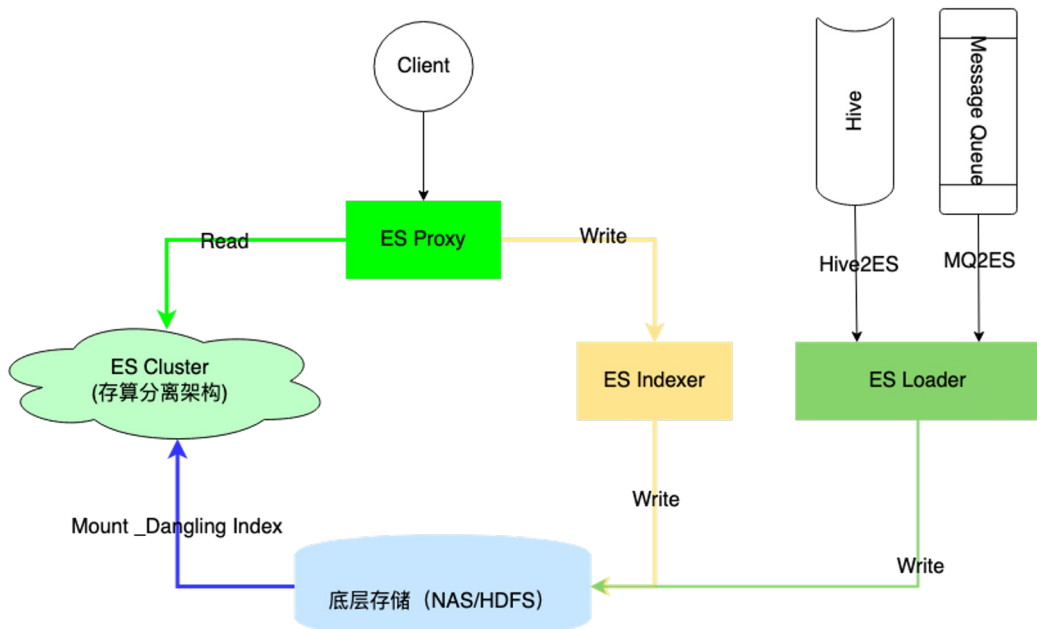 Client
Hive
Message Queue
ES Proxy
Read
Write
Hive2ES
MQ2ES
ES Cluster
(存算分离架构)
ES Indexer
ES Loader
Write
Mount _Dangling Index
Write
底层存储（NAS/HDFS）